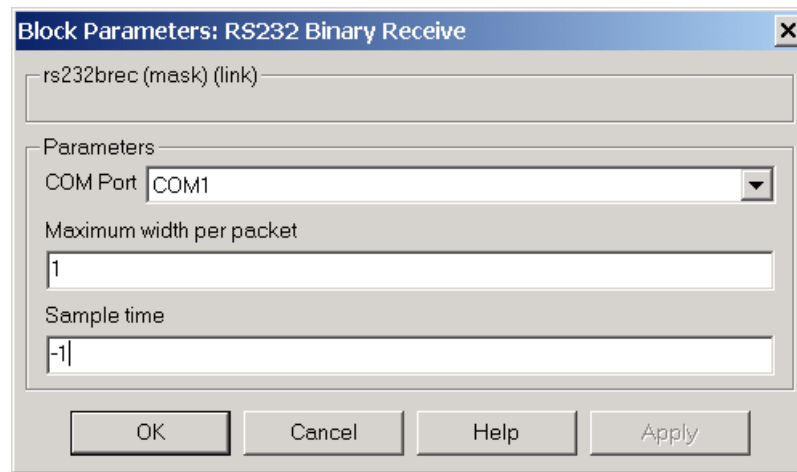 Block Parameters: RS232 Binary Receive
rs232brec (mask) (link)
Parameters
COM Port COM1
Maximum width per packet
1
Sample time
-1
OK Cancel Help Apply